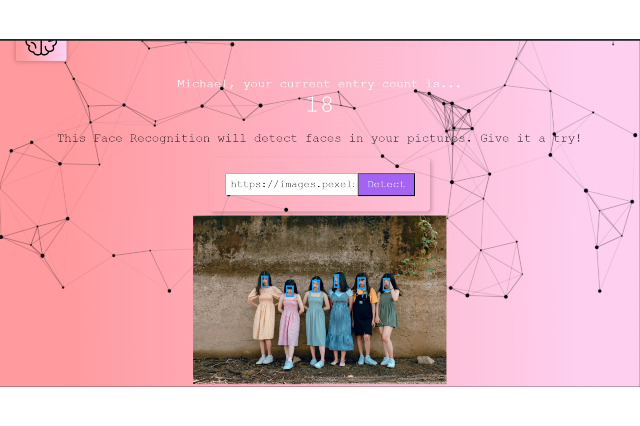 Michael, your current entry count is...
18
This Face Recognition will detect faces in your pictures. Give it a try!
https://images.pexel
Detect